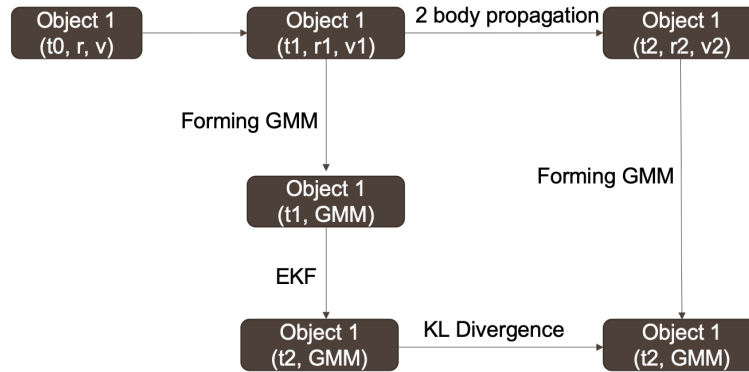 Object 1
(t0, r, v)
Object 1
(t1, r1, v1)
2 body propagation
Object 1
(t2, r2, v2)
Forming GMM
Forming GMM
Object 1
(t1, GMM)
EKF
Object 1
(t2, GMM)
KL Divergence
Object 1
(t2, GMM)